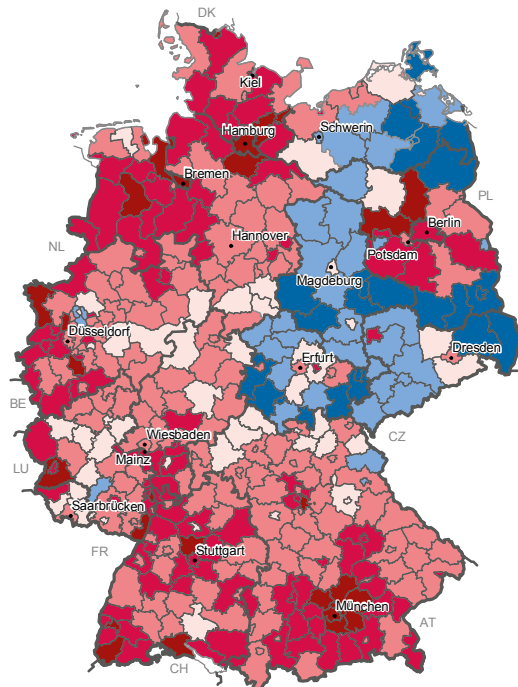 DK
Kiel
Schwerin
Hamburg
Bremen
PL
Berlin
NL
Hannover
Potsdam
Magdeburg
Düsseldorf
Dresden
Erfurt
BE
CZ
Wiesbaden
LU
Mainz
Saarbrücken
FR
Stuttgart
München
AT
CH